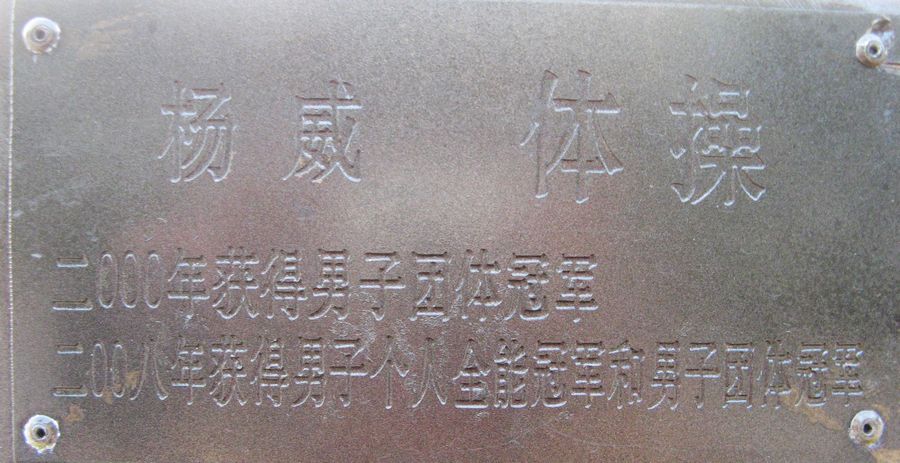 杨威 体操
二000年获得男子团体冠军
二00八年获得男子个人全能冠军和男子团体冠军